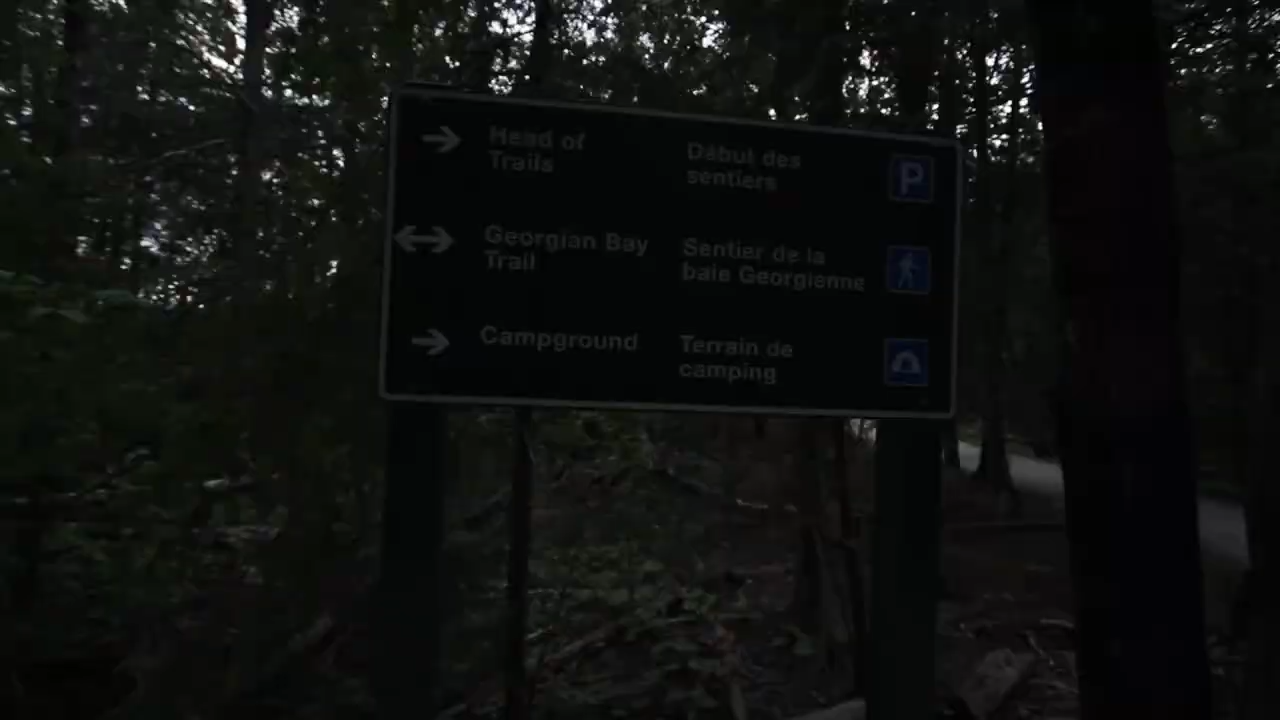 Head of
Trails
Début des
sentiers
P
Georgian Bay
Trail
Sentier de la
baie Georgienne
Campground
Terrain de
camping